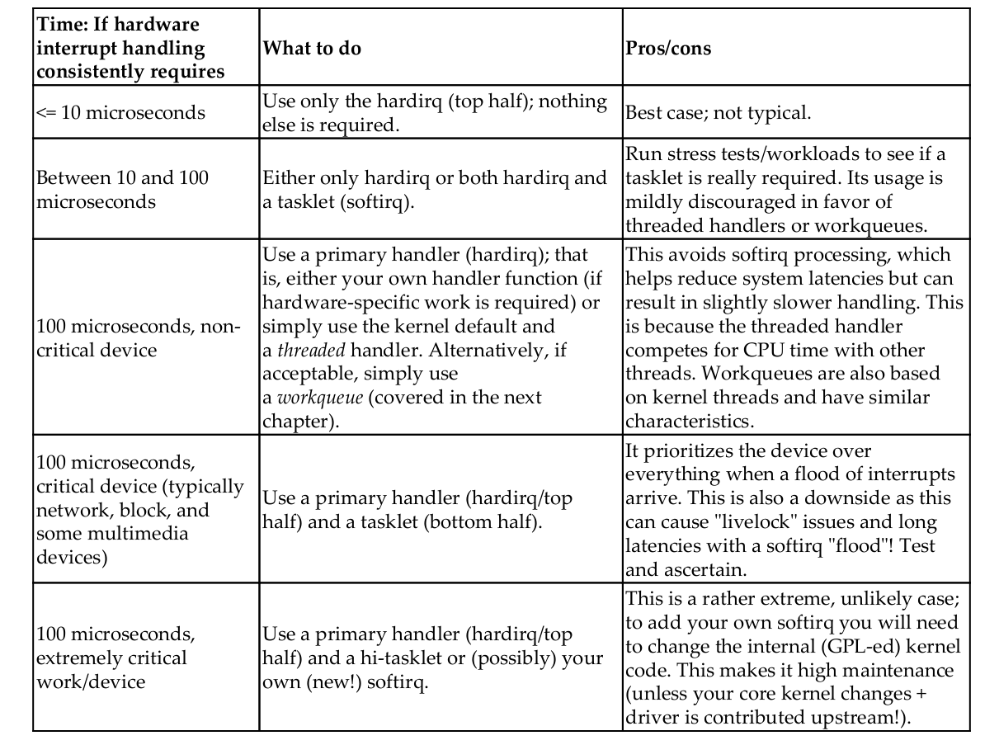 Time: If hardware
interrupt handling
consistently requires
What to do
Pros/cons
<= 10 microseconds
Use only the hardirq (top half); nothing
else is required.
Best case; not typical.
Between 10 and 100
microseconds
Either only hardirq or both hardirq and
a tasklet (softirq).
Run stress tests/workloads to see if a
tasklet is really required. Its usage is
mildly discouraged in favor of
threaded handlers or workqueues.
100 microseconds, non-
critical device
Use a primary handler (hardirq); that
is, either your own handler function (if
hardware-specific work is required) or
simply use the kernel default and
a threaded handler. Alternatively, if
acceptable, simply use
a workqueue (covered in the next
chapter).
This avoids softirq processing, which
helps reduce system latencies but can
result in slightly slower handling. This
is because the threaded handler
competes for CPU time with other
threads. Workqueues are also based
on kernel threads and have similar
characteristics.
100 microseconds,
critical device (typically
network, block, and
some multimedia
devices)
Use a primary handler (hardirq/top
half) and a tasklet (bottom half).
It prioritizes the device over
everything when a flood of interrupts
arrive. This is also a downside as this
can cause "livelock" issues and long
latencies with a softirq "flood"! Test
and ascertain.
100 microseconds,
extremely critical
work/device
Use a primary handler (hardirq/top
half) and a hi-tasklet or (possibly) your
own (new!) softirq.
This is a rather extreme, unlikely case;
to add your own softirq you will need
to change the internal (GPL-ed) kernel
code. This makes it high maintenance
(unless your core kernel changes +
driver is contributed upstream!).